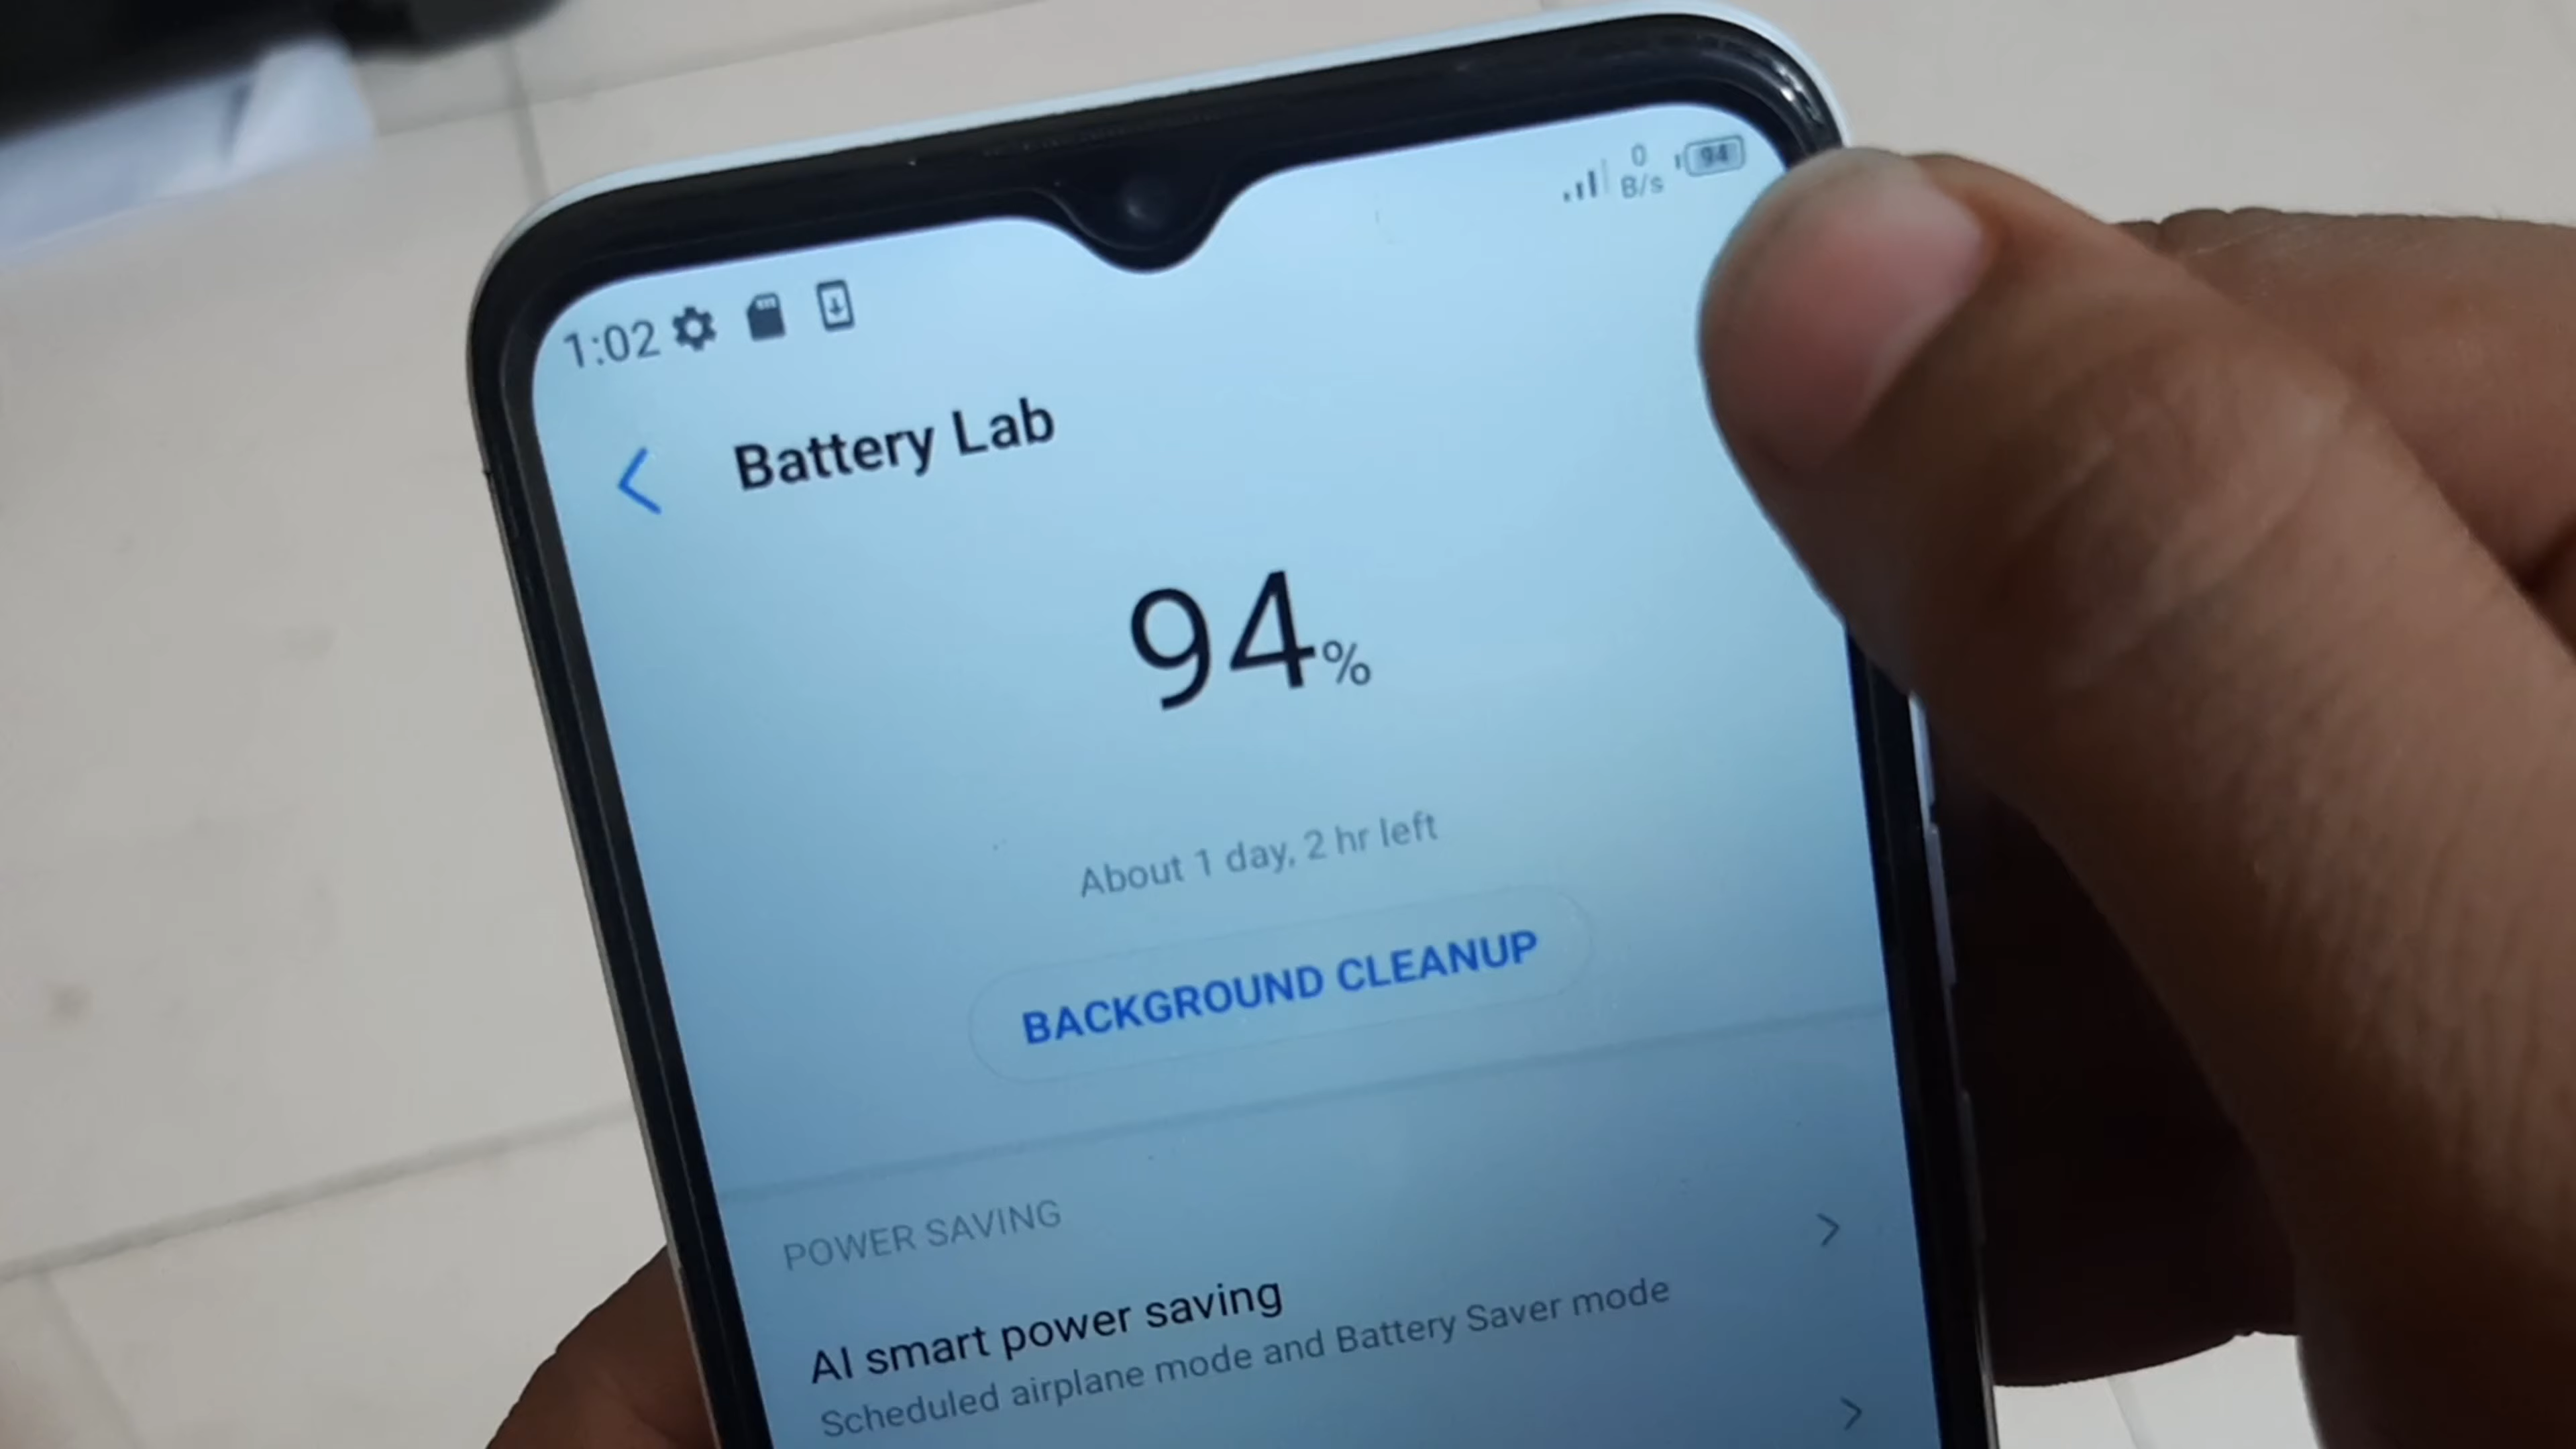 0
B/s
94
1:02
Battery Lab
94%
About 1 day, 2 hr left
BACKGROUND CLEANUP
POWER SAVING
AI smart power saving
Scheduled airplane mode and Battery Saver mode